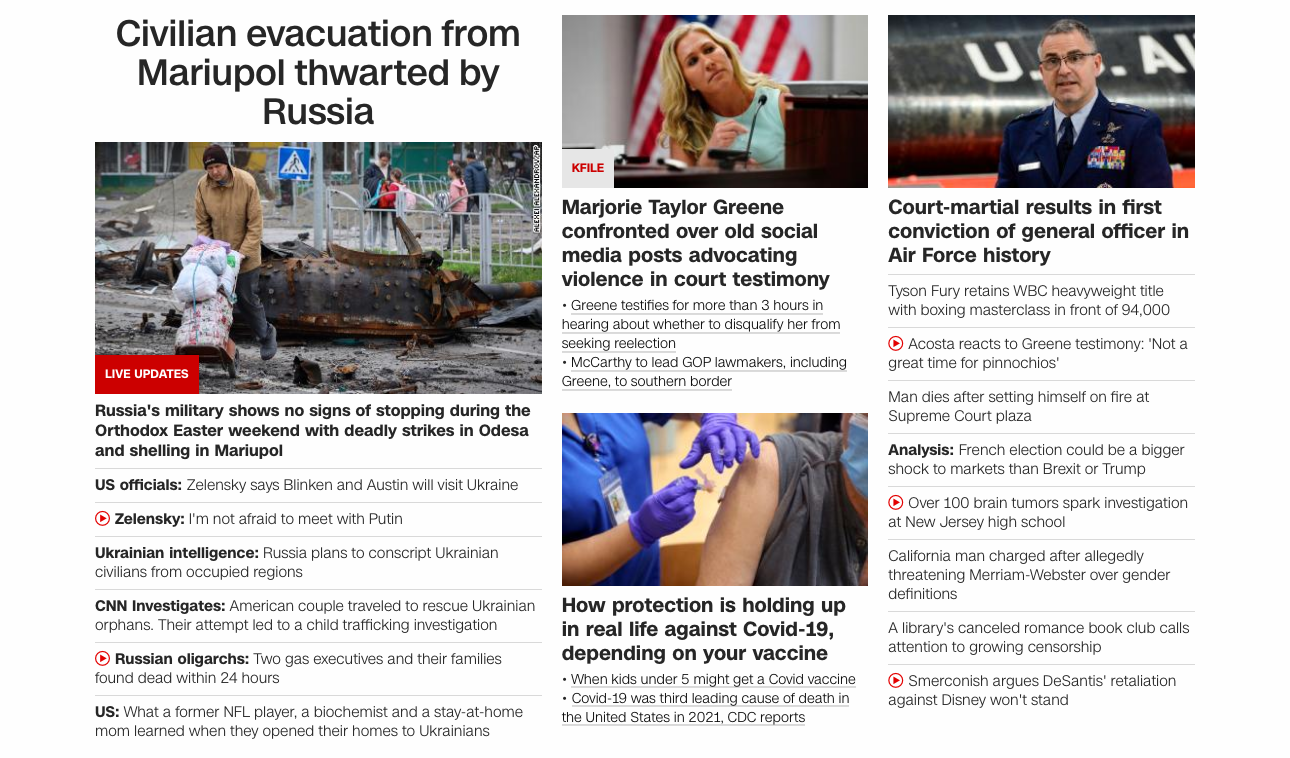 Civilian evacuation from
Mariupol thwarted by
Russia
ALEXEI ALEXANDROV/AP
LIVE UPDATES
Russia's military shows no signs of stopping during the
Orthodox Easter weekend with deadly strikes in Odesa
and shelling in Mariupol
US officials: Zelensky says Blinken and Austin will visit Ukraine
Zelensky: I'm not afraid to meet with Putin
Ukrainian intelligence: Russia plans to conscript Ukrainian
civilians from occupied regions
CNN Investigates: American couple traveled to rescue Ukrainian
orphans. Their attempt led to a child trafficking investigation
Russian oligarchs: Two gas executives and their families
found dead within 24 hours
US: What a former NFL player, a biochemist and a stay-at-home
mom learned when they opened their homes to Ukrainians
KFILE
Marjorie Taylor Greene
confronted over old social
media posts advocating
violence in court testimony
• Greene testifies for more than 3 hours in
hearing about whether to disqualify her from
seeking reelection
• McCarthy to lead GOP lawmakers, including
Greene, to southern border
How protection is holding up
in real life against Covid-19,
depending on your vaccine
• When kids under 5 might get a Covid vaccine
• Covid-19 was third leading cause of death in
the United States in 2021, CDC reports
U.S. AI
Court-martial results in first
conviction of general officer in
Air Force history
Tyson Fury retains WBC heavyweight title
with boxing masterclass in front of 94,000
Acosta reacts to Greene testimony: 'Not a
great time for pinnochios'
Man dies after setting himself on fire at
Supreme Court plaza
Analysis: French election could be a bigger
shock to markets than Brexit or Trump
Over 100 brain tumors spark investigation
at New Jersey high school
California man charged after allegedly
threatening Merriam-Webster over gender
definitions
A library's canceled romance book club calls
attention to growing censorship
Smerconish argues DeSantis' retaliation
against Disney won't stand